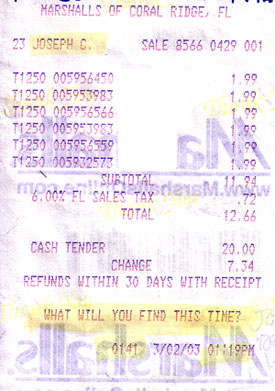 MARSHALLS OF CORAL RIDGE, FL
23 JOSEPH C. SALE 8566 0429 001
T1250 005956450 1.99
T1250 005953983 1.99
T1250 005956566 1.99
T1250 005953983 1.99
T1250 005956559 1.99
T1250 005932573 1.99
SUBTOTAL 11.94
6.00% FL SALES TAX .72
TOTAL 12.66
CASH TENDER 20.00
CHANGE 7.34
REFUNDS WITHIN 30 DAYS WITH RECEIPT
WHAT WILL YOU FIND THIS TIME?
0141 3/02/03 01:19PM